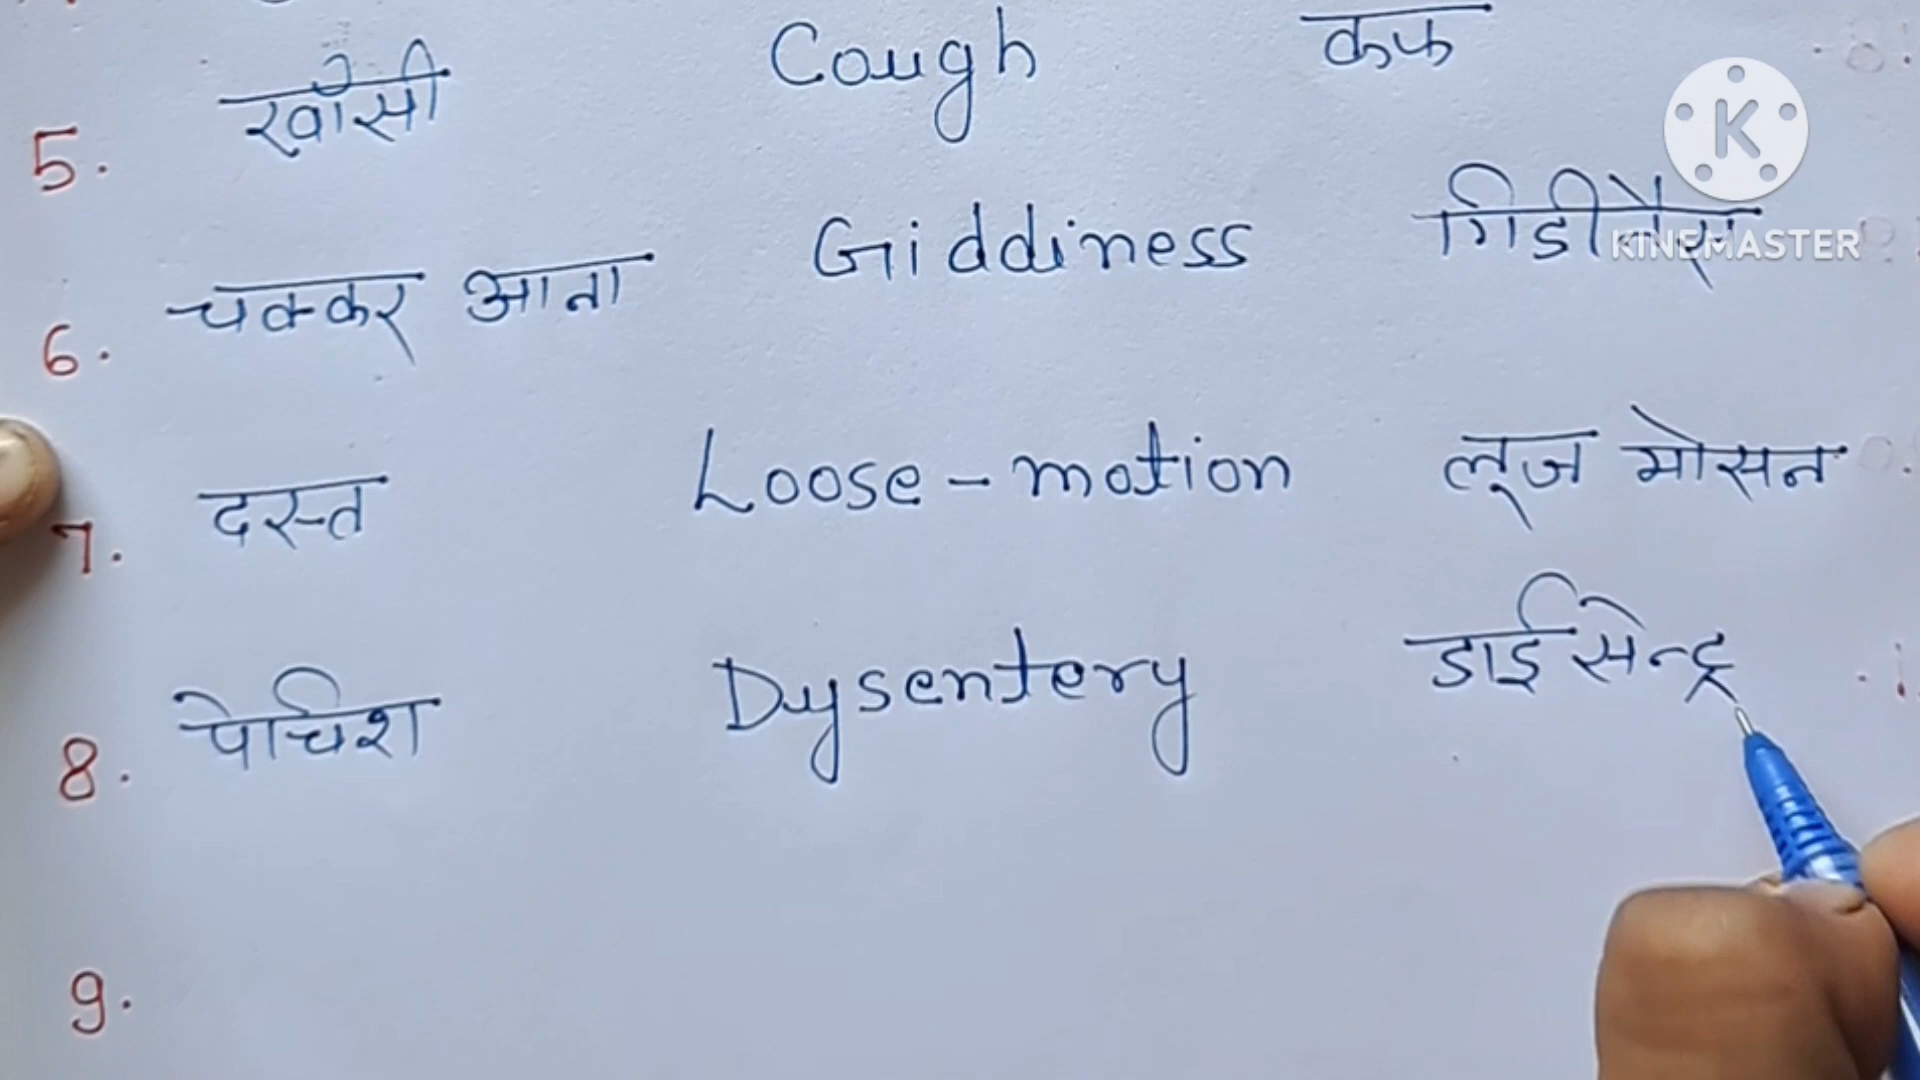 5. खाँसी Cough कफ
6. चक्कर आना Giddiness गिडीनैस
7. दस्त Loose-motion लूज मोसन
8. पेचिश Dysentery डाईसेन्ट्र
9.
K
KINEMASTER